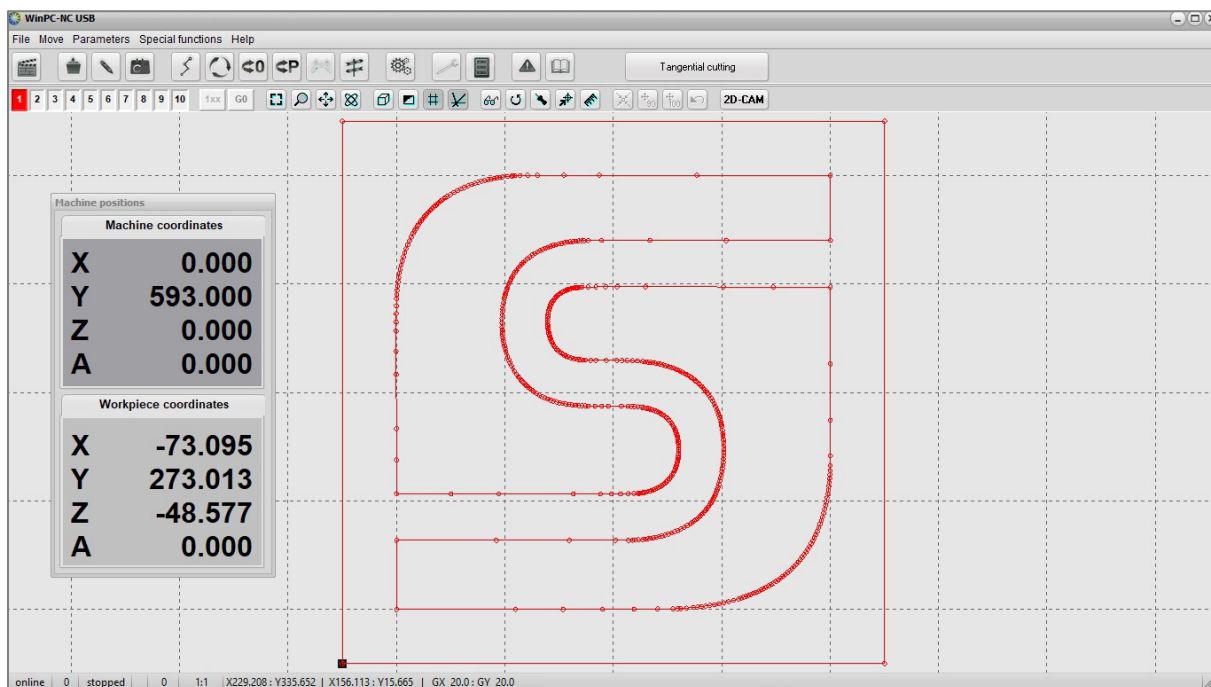 WinPC-NC USB
File Move Parameters Special functions Help
C 0 P Tangential cutting
1 2 3 4 5 6 7 8 9 10 1xx G0 90 100 2D-CAM
Machine positions
Machine coordinates
X 0.000
Y 593.000
Z 0.000
A 0.000
Workpiece coordinates
X -73.095
Y 273.013
Z -48.577
A 0.000
online 0 stopped 0 1:1 X229.208 : Y335.652 | X156.113 : Y15.665 | GX 20.0 : GY 20.0